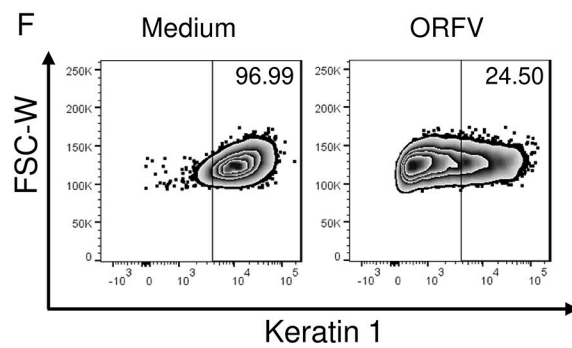 F
Medium ORFV
FSC-W
250K 96.99 250K 24.50
200K 200K
150K 150K
100K 100K
50K 50K
0 0
-10³ 0 10³ 10⁴ 10⁵ -10³ 0 10³ 10⁴ 10⁵
Keratin 1